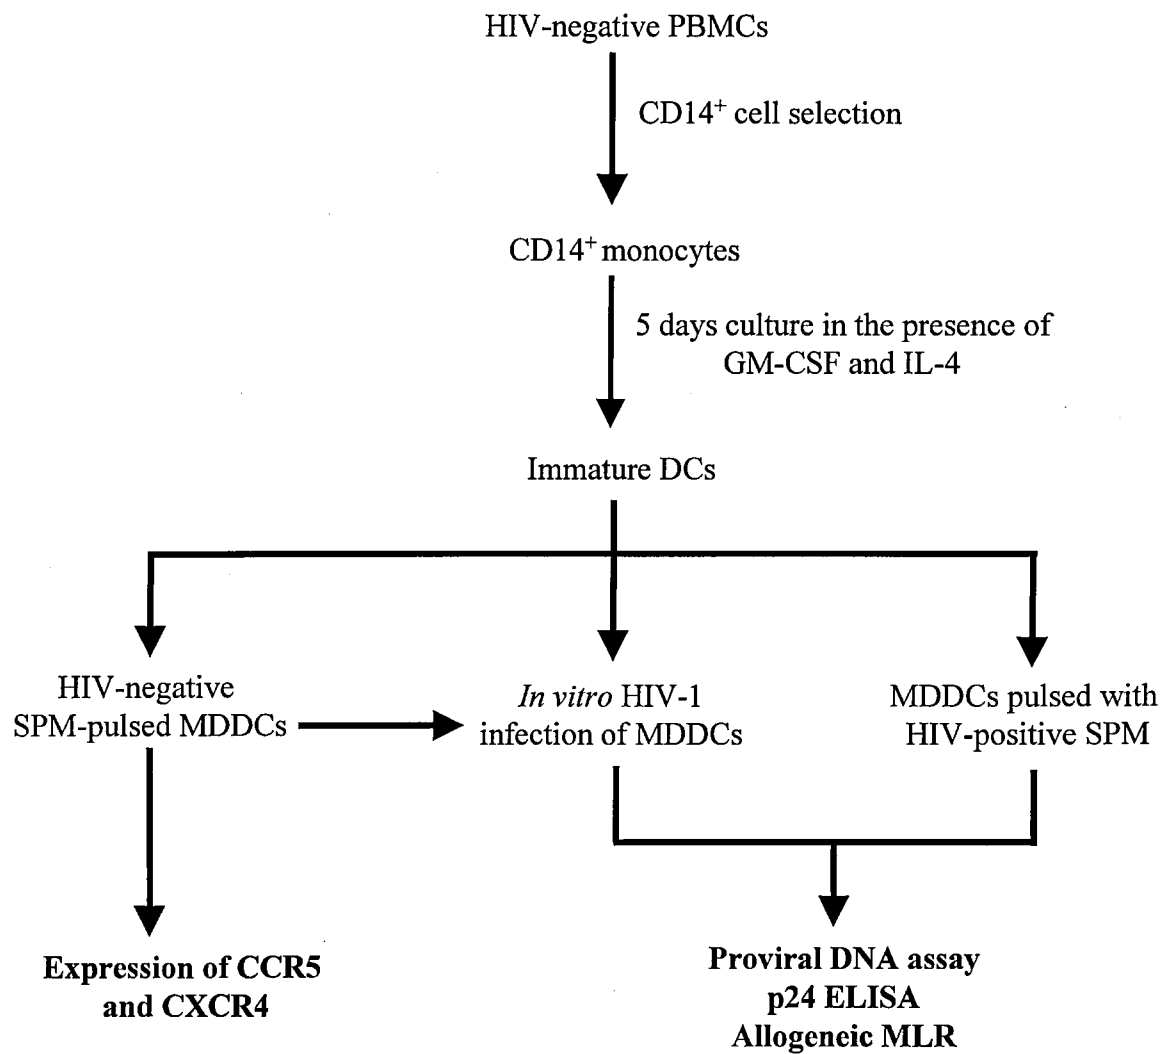 HIV-negative PBMCs
CD14⁺ cell selection
CD14⁺ monocytes
5 days culture in the presence of
GM-CSF and IL-4
Immature DCs
HIV-negative
SPM-pulsed MDDCs
In vitro HIV-1
infection of MDDCs
MDDCs pulsed with
HIV-positive SPM
Expression of CCR5
and CXCR4
Proviral DNA assay
p24 ELISA
Allogeneic MLR